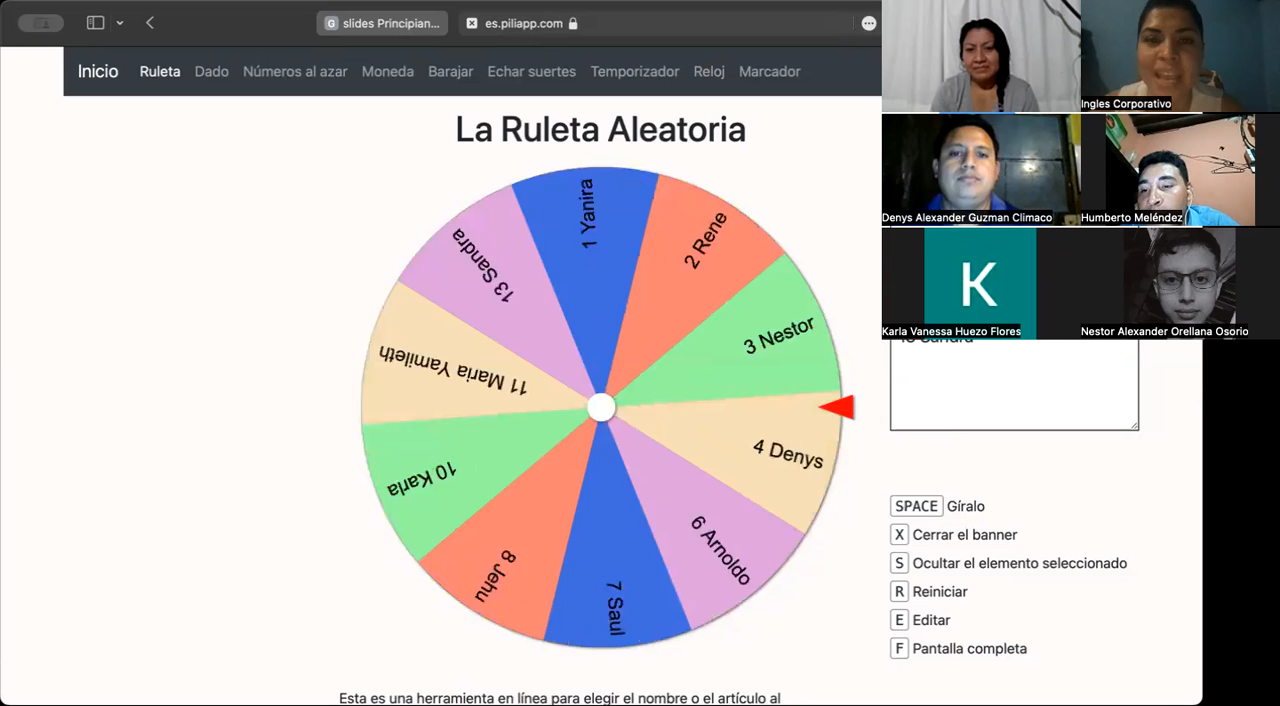 slides Principian...
es.piliapp.com
Inicio
Ruleta
Dado
Números al azar
Moneda
Barajar
Echar suertes
Temporizador
Reloj
Marcador
La Ruleta Aleatoria
1 Yanira
2 Rene
3 Nestor
4 Denys
6 Arnoldo
7 Saul
8 Jehu
10 Karla
11 Maria Yamileth
13 Sandra
Ingles Corporativo
Denys Alexander Guzman Climaco
Humberto Meléndez
K
Karla Vanessa Huezo Flores
Nestor Alexander Orellana Osorio
13 Sandra
SPACE Gíralo
X Cerrar el banner
S Ocultar el elemento seleccionado
R Reiniciar
E Editar
F Pantalla completa
Esta es una herramienta en línea para elegir el nombre o el artículo al